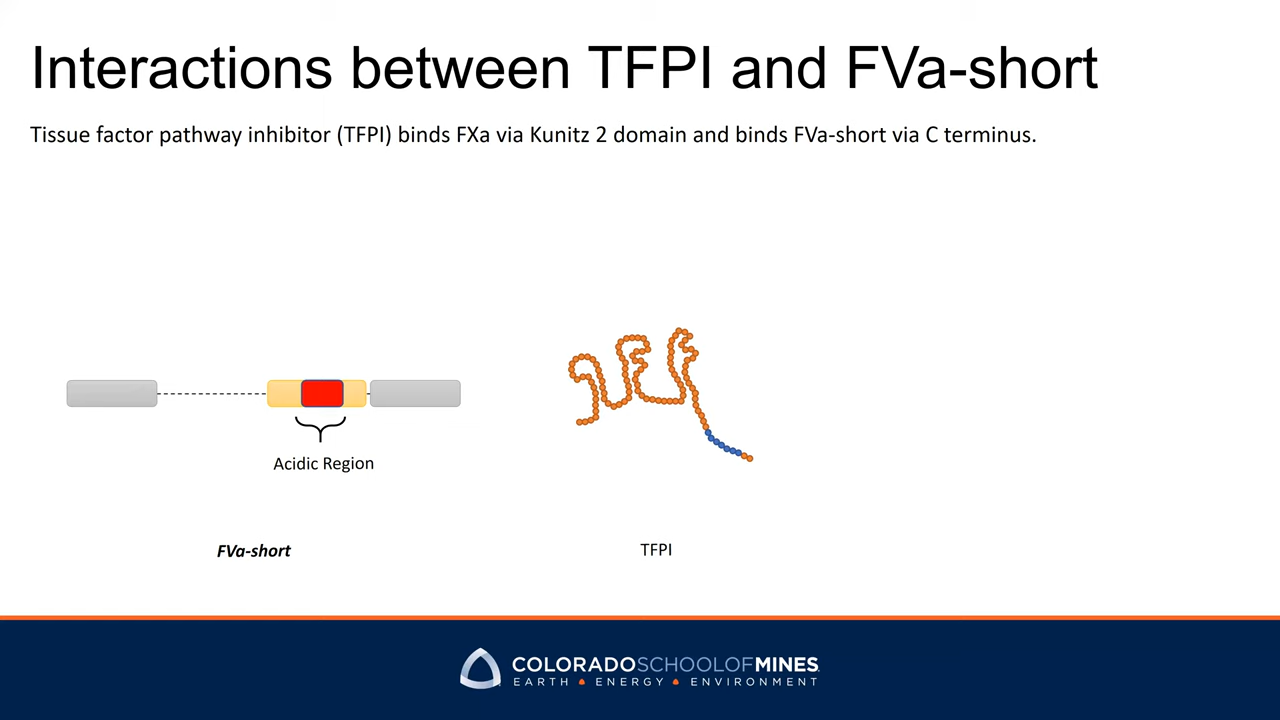 Interactions between TFPI and FVa-short
Tissue factor pathway inhibitor (TFPI) binds FXa via Kunitz 2 domain and binds FVa-short via C terminus.
Acidic Region
FVa-short
TFPI
COLORADOSCHOOLOFMINES
EARTH ENERGY ENVIRONMENT